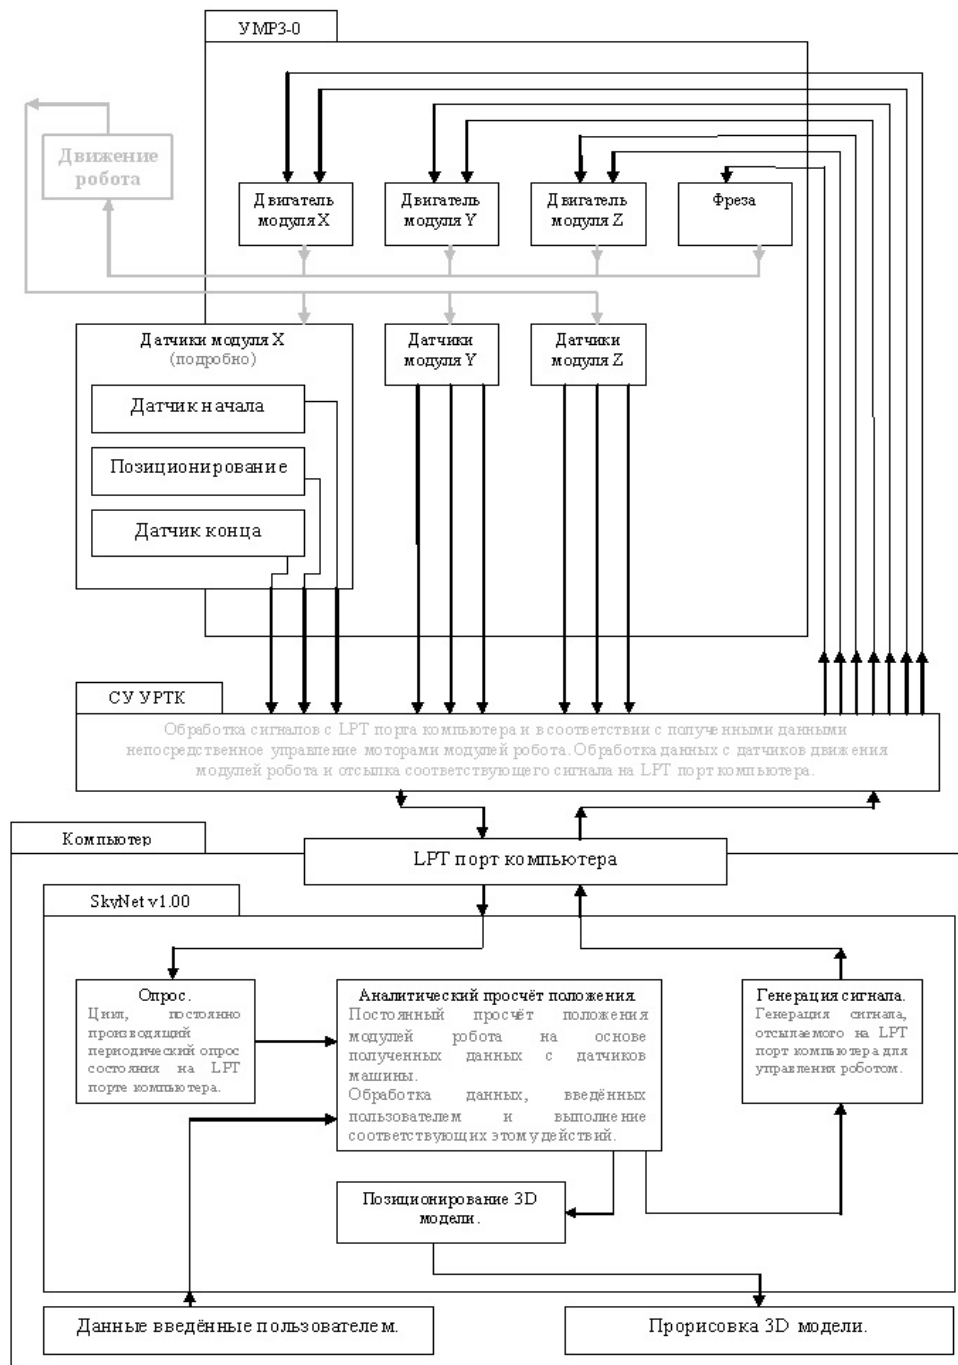 УМРЗ-0
Движение
робота
Двигатель
модуля X
Двигатель
модуля Y
Двигатель
модуля Z
Фреза
Датчики модуля X
(подробно)
Датчик начала
Позиционирование
Датчик конца
Датчики
модуля Y
Датчики
модуля Z
СУ УРТК
Обработка сигналов с LPT порта компьютера и в соответствии с полученными данными
непосредственное управление моторами модулей робота. Обработка данных с датчиков движения
модулей робота и отсылка соответствующего сигнала на LPT порт компьютера.
Компьютер
LPT порт компьютера
SkyNet v1.00
Опрос.
Цикл, постоянно
производящий
периодический опрос
состояния на LPT
порте компьютера.
Аналитический просчёт положения.
Постоянный просчёт положения
модулей робота на основе
полученных данных с датчиков
машины.
Обработка данных, введённых
пользователем и выполнение
соответствующих этому действий.
Генерация сигнала.
Генерация сигнала,
отсылаемого на LPT
порт компьютера для
управления роботом.
Позиционирование 3D
модели.
Данные введённые пользователем.
Прорисовка 3D модели.